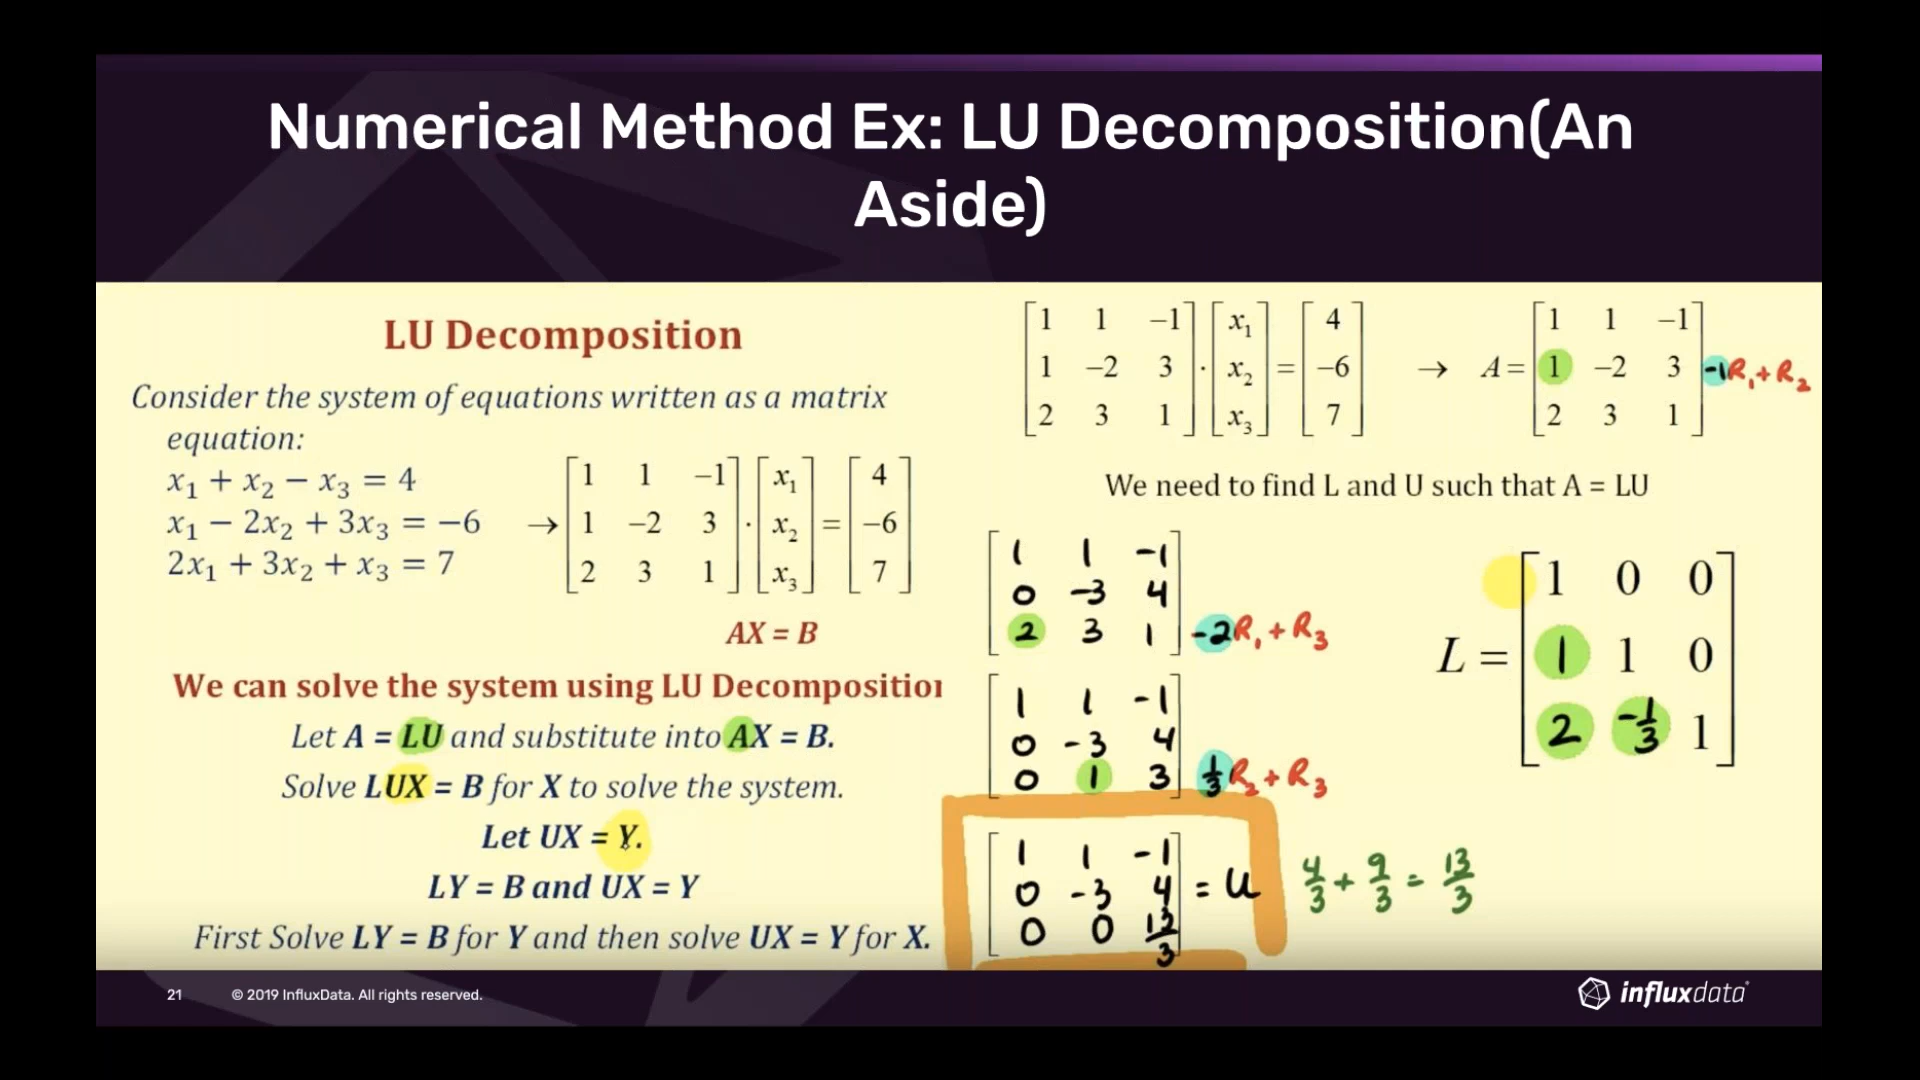 Numerical Method Ex: LU Decomposition(An
Aside)
LU Decomposition
Consider the system of equations written as a matrix
equation:
x₁ + x₂ − x₃ = 4
x₁ − 2x₂ + 3x₃ = −6
2x₁ + 3x₂ + x₃ = 7
→ [1 1 −1; 1 −2 3; 2 3 1] · [x₁; x₂; x₃] = [4; −6; 7]
AX = B
We can solve the system using LU Decomposition
Let A = LU and substitute into AX = B.
Solve LUX = B for X to solve the system.
Let UX = Y.
LY = B and UX = Y
First Solve LY = B for Y and then solve UX = Y for X.
[1 1 −1; 1 −2 3; 2 3 1] · [x₁; x₂; x₃] = [4; −6; 7] → A = [1 1 −1; 1 −2 3; 2 3 1] -1R₁ + R₂
We need to find L and U such that A = LU
[1 1 -1; 0 -3 4; 2 3 1] -2R₁ + R₃
[1 1 -1; 0 -3 4; 0 1 3] 1/3R₂ + R₃
[1 1 -1; 0 -3 4; 0 0 13/3] = U
4/3 + 9/3 = 13/3
L = [1 0 0; 1 1 0; 2 -1/3 1]
21
© 2019 InfluxData. All rights reserved.
influxdata